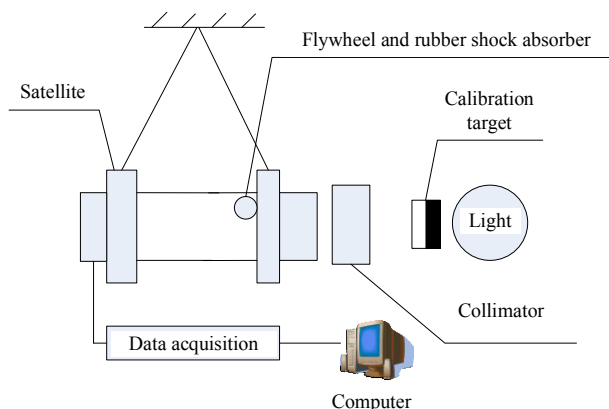 Flywheel and rubber shock absorber
Satellite
Calibration
target
Light
Collimator
Data acquisition
Computer